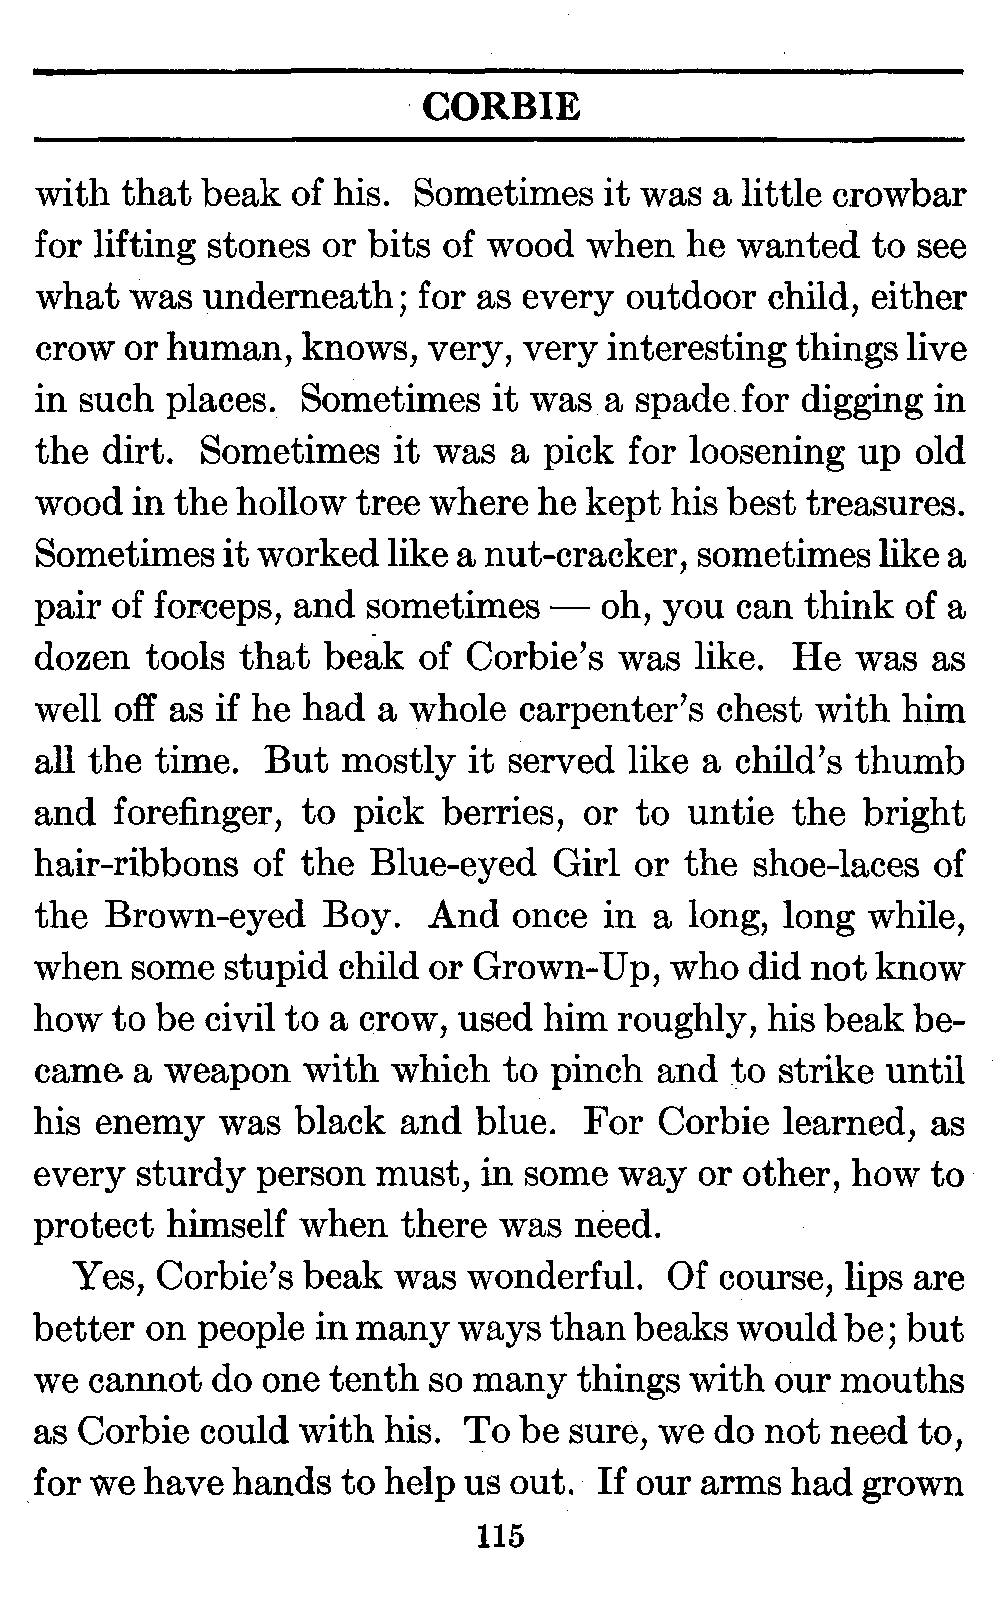 CORBIE
with that beak of his. Sometimes it was a little crowbar
for lifting stones or bits of wood when he wanted to see
what was underneath; for as every outdoor child, either
crow or human, knows, very, very interesting things live
in such places. Sometimes it was a spade for digging in
the dirt. Sometimes it was a pick for loosening up old
wood in the hollow tree where he kept his best treasures.
Sometimes it worked like a nut-cracker, sometimes like a
pair of forceps, and sometimes — oh, you can think of a
dozen tools that beak of Corbie's was like. He was as
well off as if he had a whole carpenter's chest with him
all the time. But mostly it served like a child's thumb
and forefinger, to pick berries, or to untie the bright
hair-ribbons of the Blue-eyed Girl or the shoe-laces of
the Brown-eyed Boy. And once in a long, long while,
when some stupid child or Grown-Up, who did not know
how to be civil to a crow, used him roughly, his beak be-
came a weapon with which to pinch and to strike until
his enemy was black and blue. For Corbie learned, as
every sturdy person must, in some way or other, how to
protect himself when there was need.
Yes, Corbie's beak was wonderful. Of course, lips are
better on people in many ways than beaks would be; but
we cannot do one tenth so many things with our mouths
as Corbie could with his. To be sure, we do not need to,
for we have hands to help us out. If our arms had grown
115